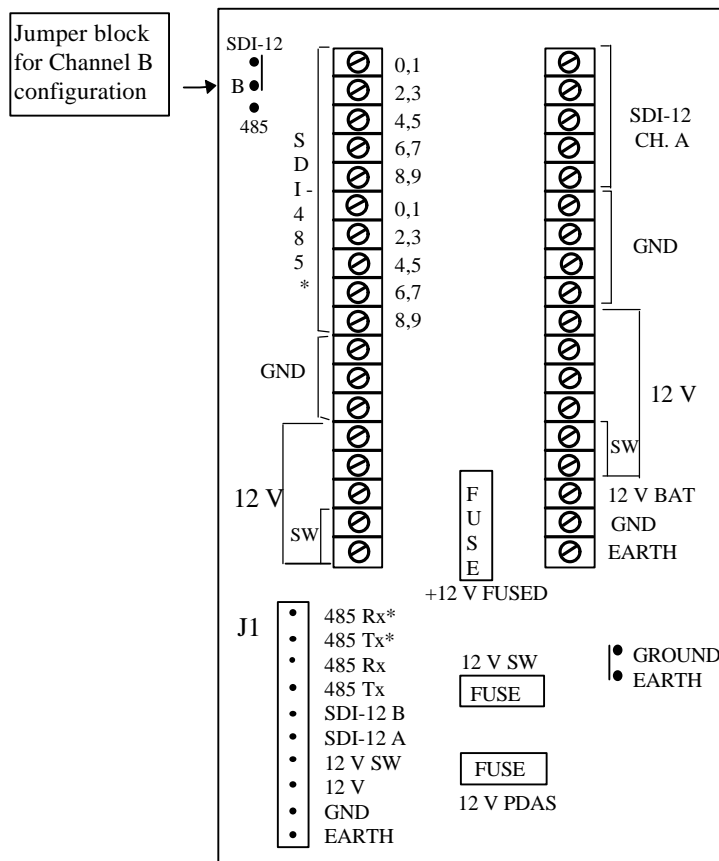 Jumper block
for Channel B
configuration
SDI-12
B
485
SDI-485*
0,1
2,3
4,5
6,7
8,9
0,1
2,3
4,5
6,7
8,9
GND
12 V
SW
SDI-12
CH. A
GND
12 V
SW
12 V BAT
GND
EARTH
FUSE
+12 V FUSED
J1
485 Rx*
485 Tx*
485 Rx
485 Tx
SDI-12 B
SDI-12 A
12 V SW
12 V
GND
EARTH
12 V SW
FUSE
FUSE
12 V PDAS
GROUND
EARTH